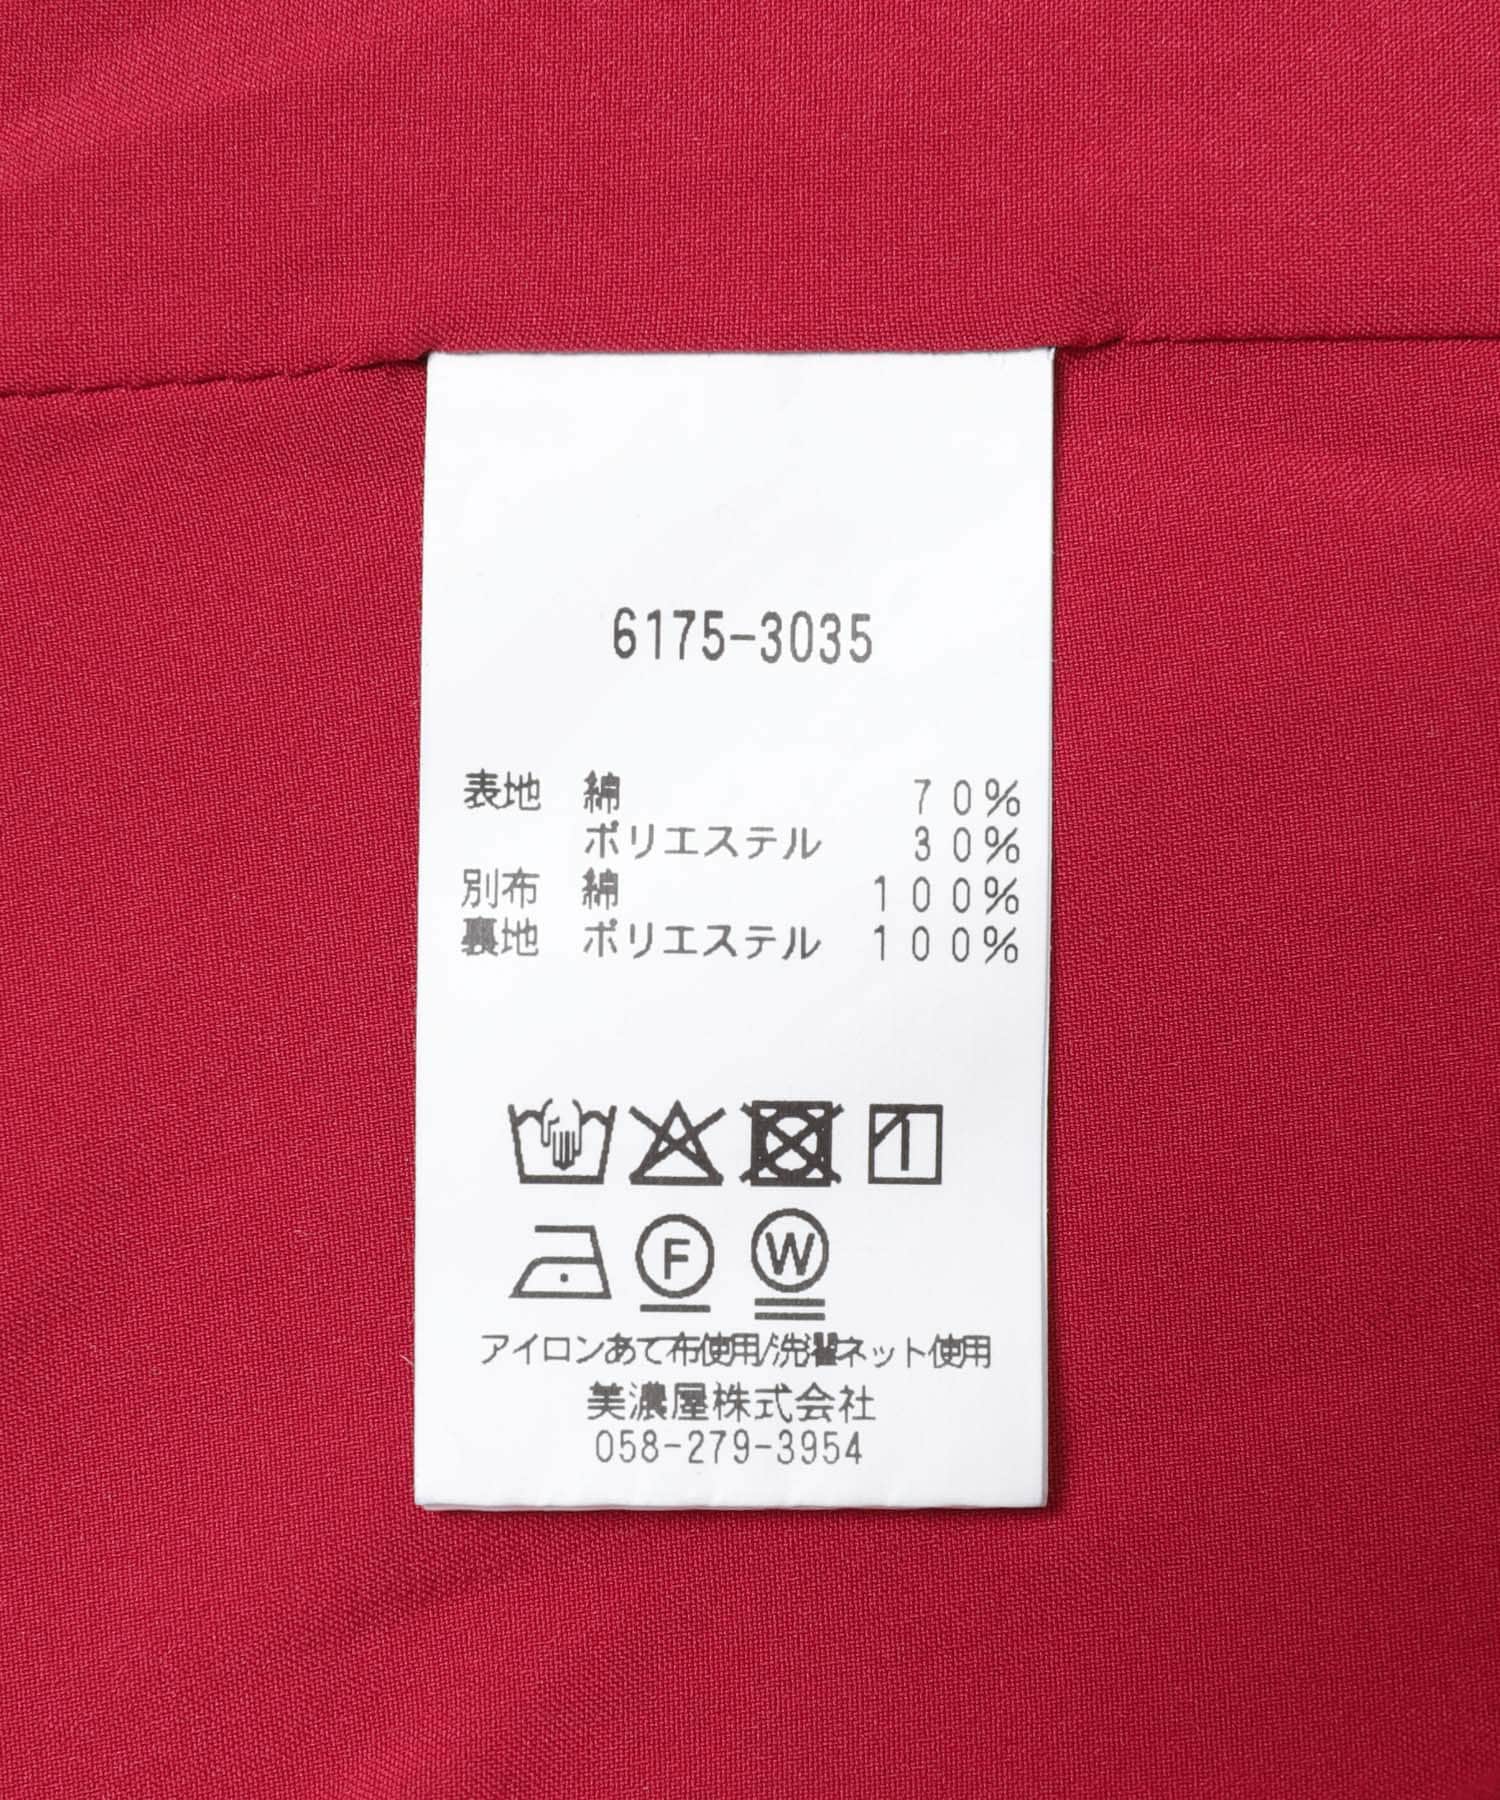 6175-3035
表地 綿 70%
ポリエステル 30%
別布 綿 100%
裏地 ポリエステル 100%
F W
アイロンあて布使用/洗濯ネット使用
美濃屋株式会社
058-279-3954